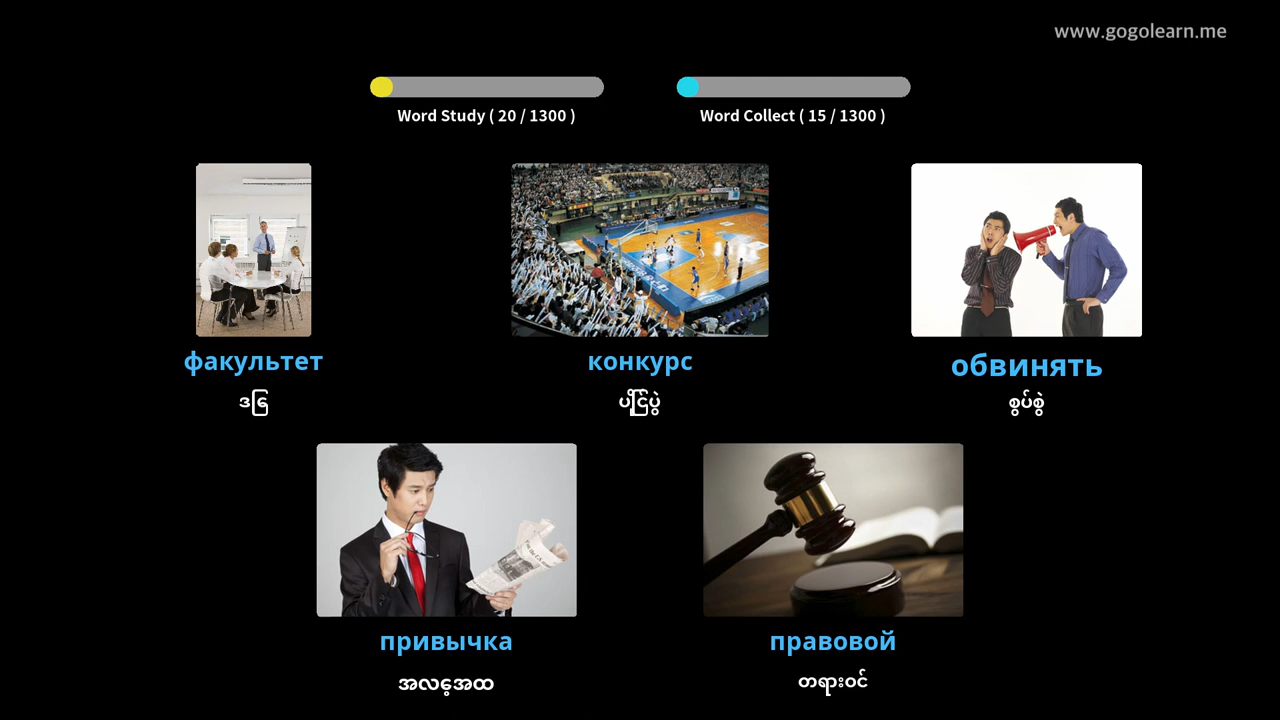 www.gogolearn.me
Word Study ( 20 / 1300 )
Word Collect ( 15 / 1300 )
факультет
конкурс
обвинять
ပြိုင်ပွဲ
စွပ်စွဲ
привычка
правовой
အလေ့အထ
တရားဝင်